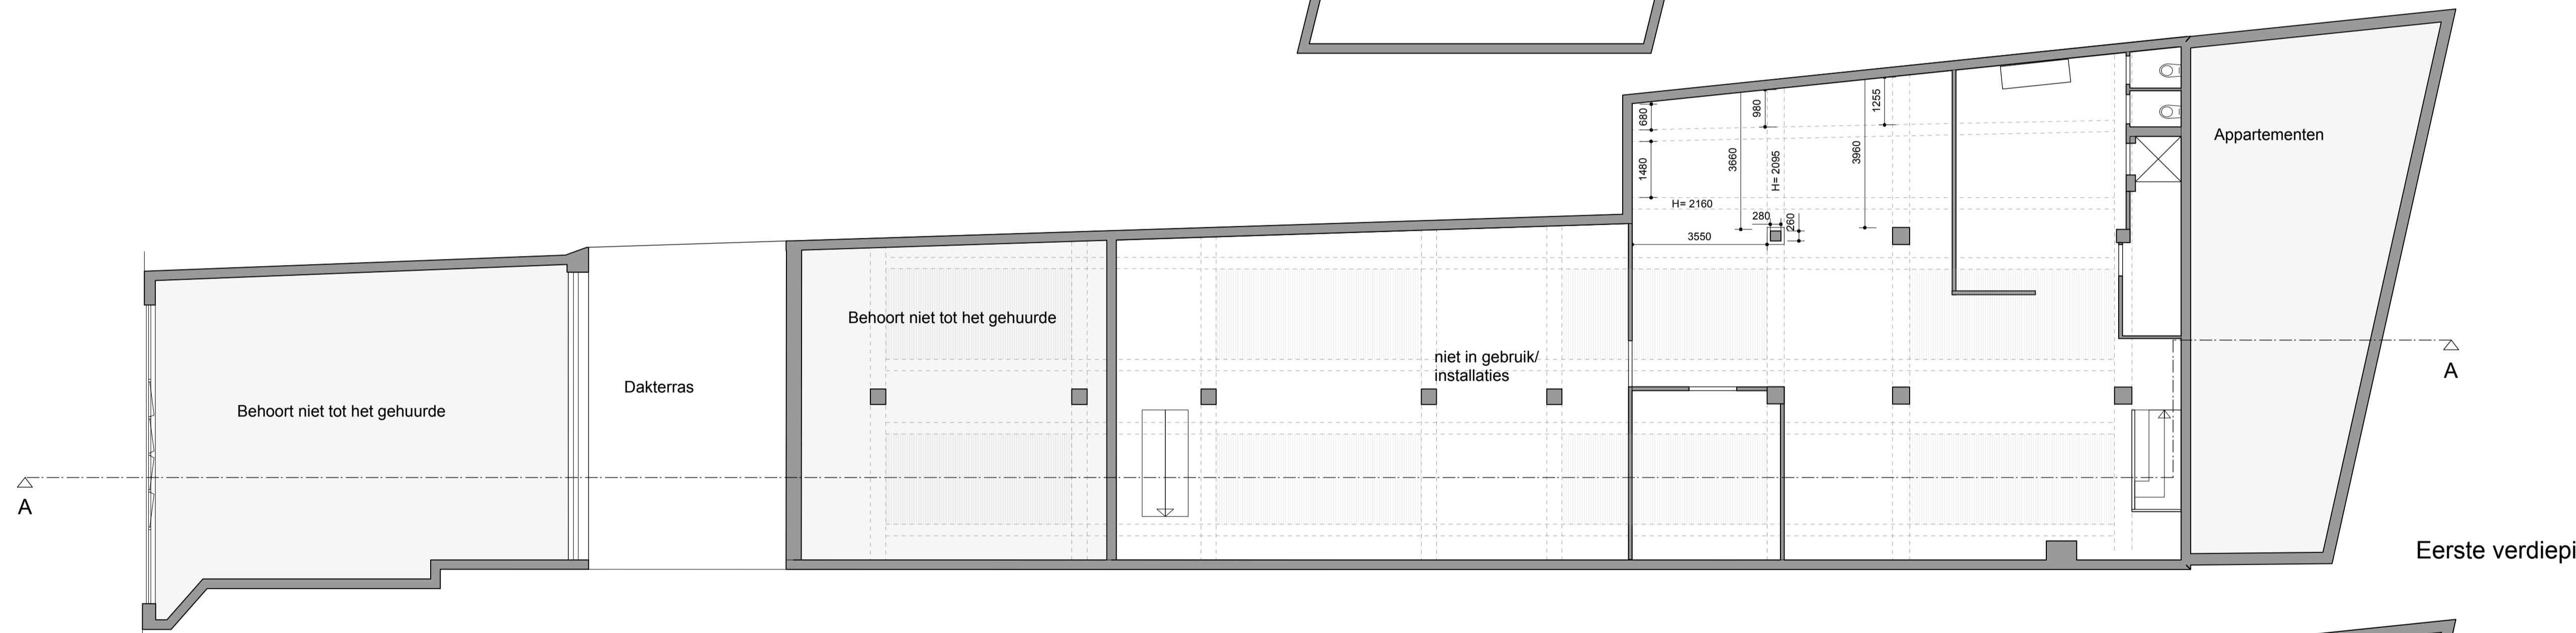 680
980
1255
1480
3660
H= 2095
3960
H= 2160
280
260
3550
Appartementen
Behoort niet tot het gehuurde
niet in gebruik/
installaties
Dakterras
Behoort niet tot het gehuurde
A
A
Eerste verdiepi